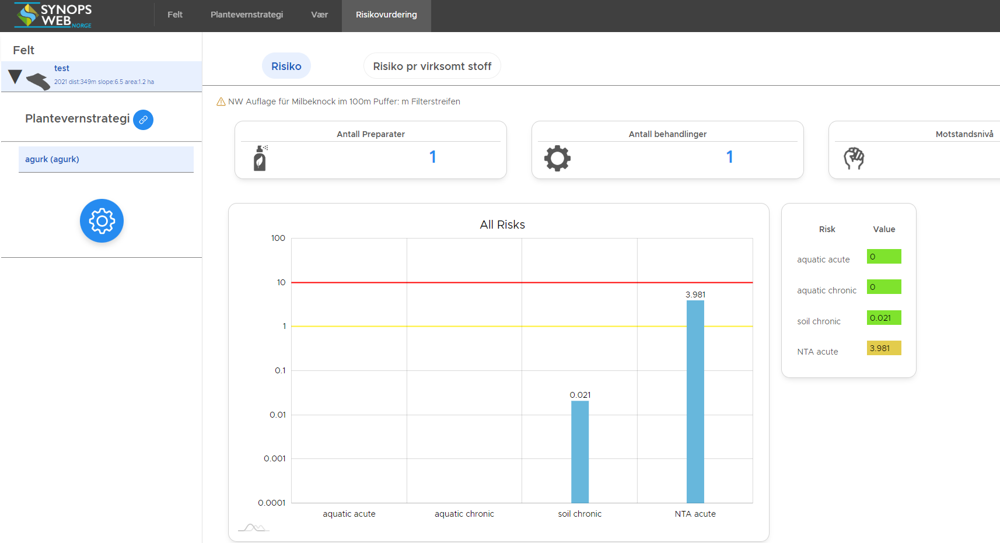 SYNOPS
WEB NORGE
Felt
Plantevernstrategi
Vær
Risikovurdering
Felt
test
2021 dist:349m slope:6.5 area:1.2 ha
Plantevernstrategi
agurk (agurk)
Risiko
Risiko pr virksomt stoff
NW Auflage für Milbeknock im 100m Puffer: m Filterstreifen
Antall Preparater
1
Antall behandlinger
1
Motstandsnivå
All Risks
100
10
1
0.1
0.01
0.001
0.0001
3.981
0.021
aquatic acute
aquatic chronic
soil chronic
NTA acute
Risk Value
aquatic acute 0
aquatic chronic 0
soil chronic 0.021
NTA acute 3.981